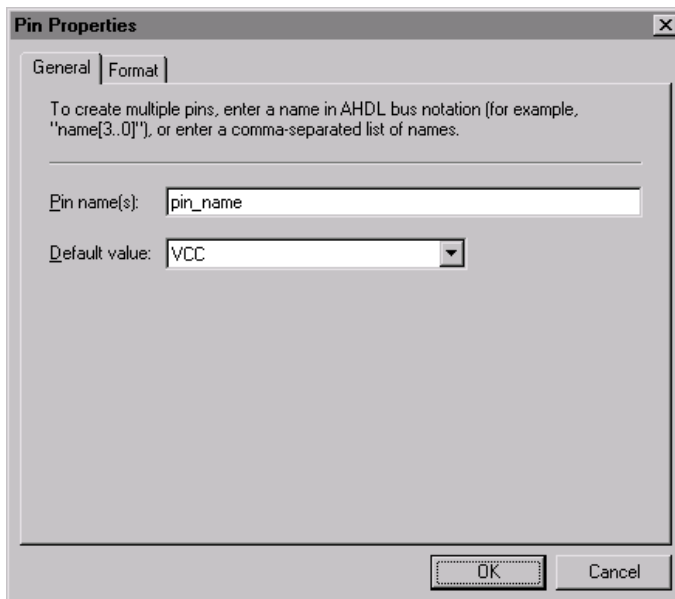 Pin Properties
General Format
To create multiple pins, enter a name in AHDL bus notation (for example,
"name[3..0]"), or enter a comma-separated list of names.
Pin name(s): pin_name
Default value: VCC
OK Cancel